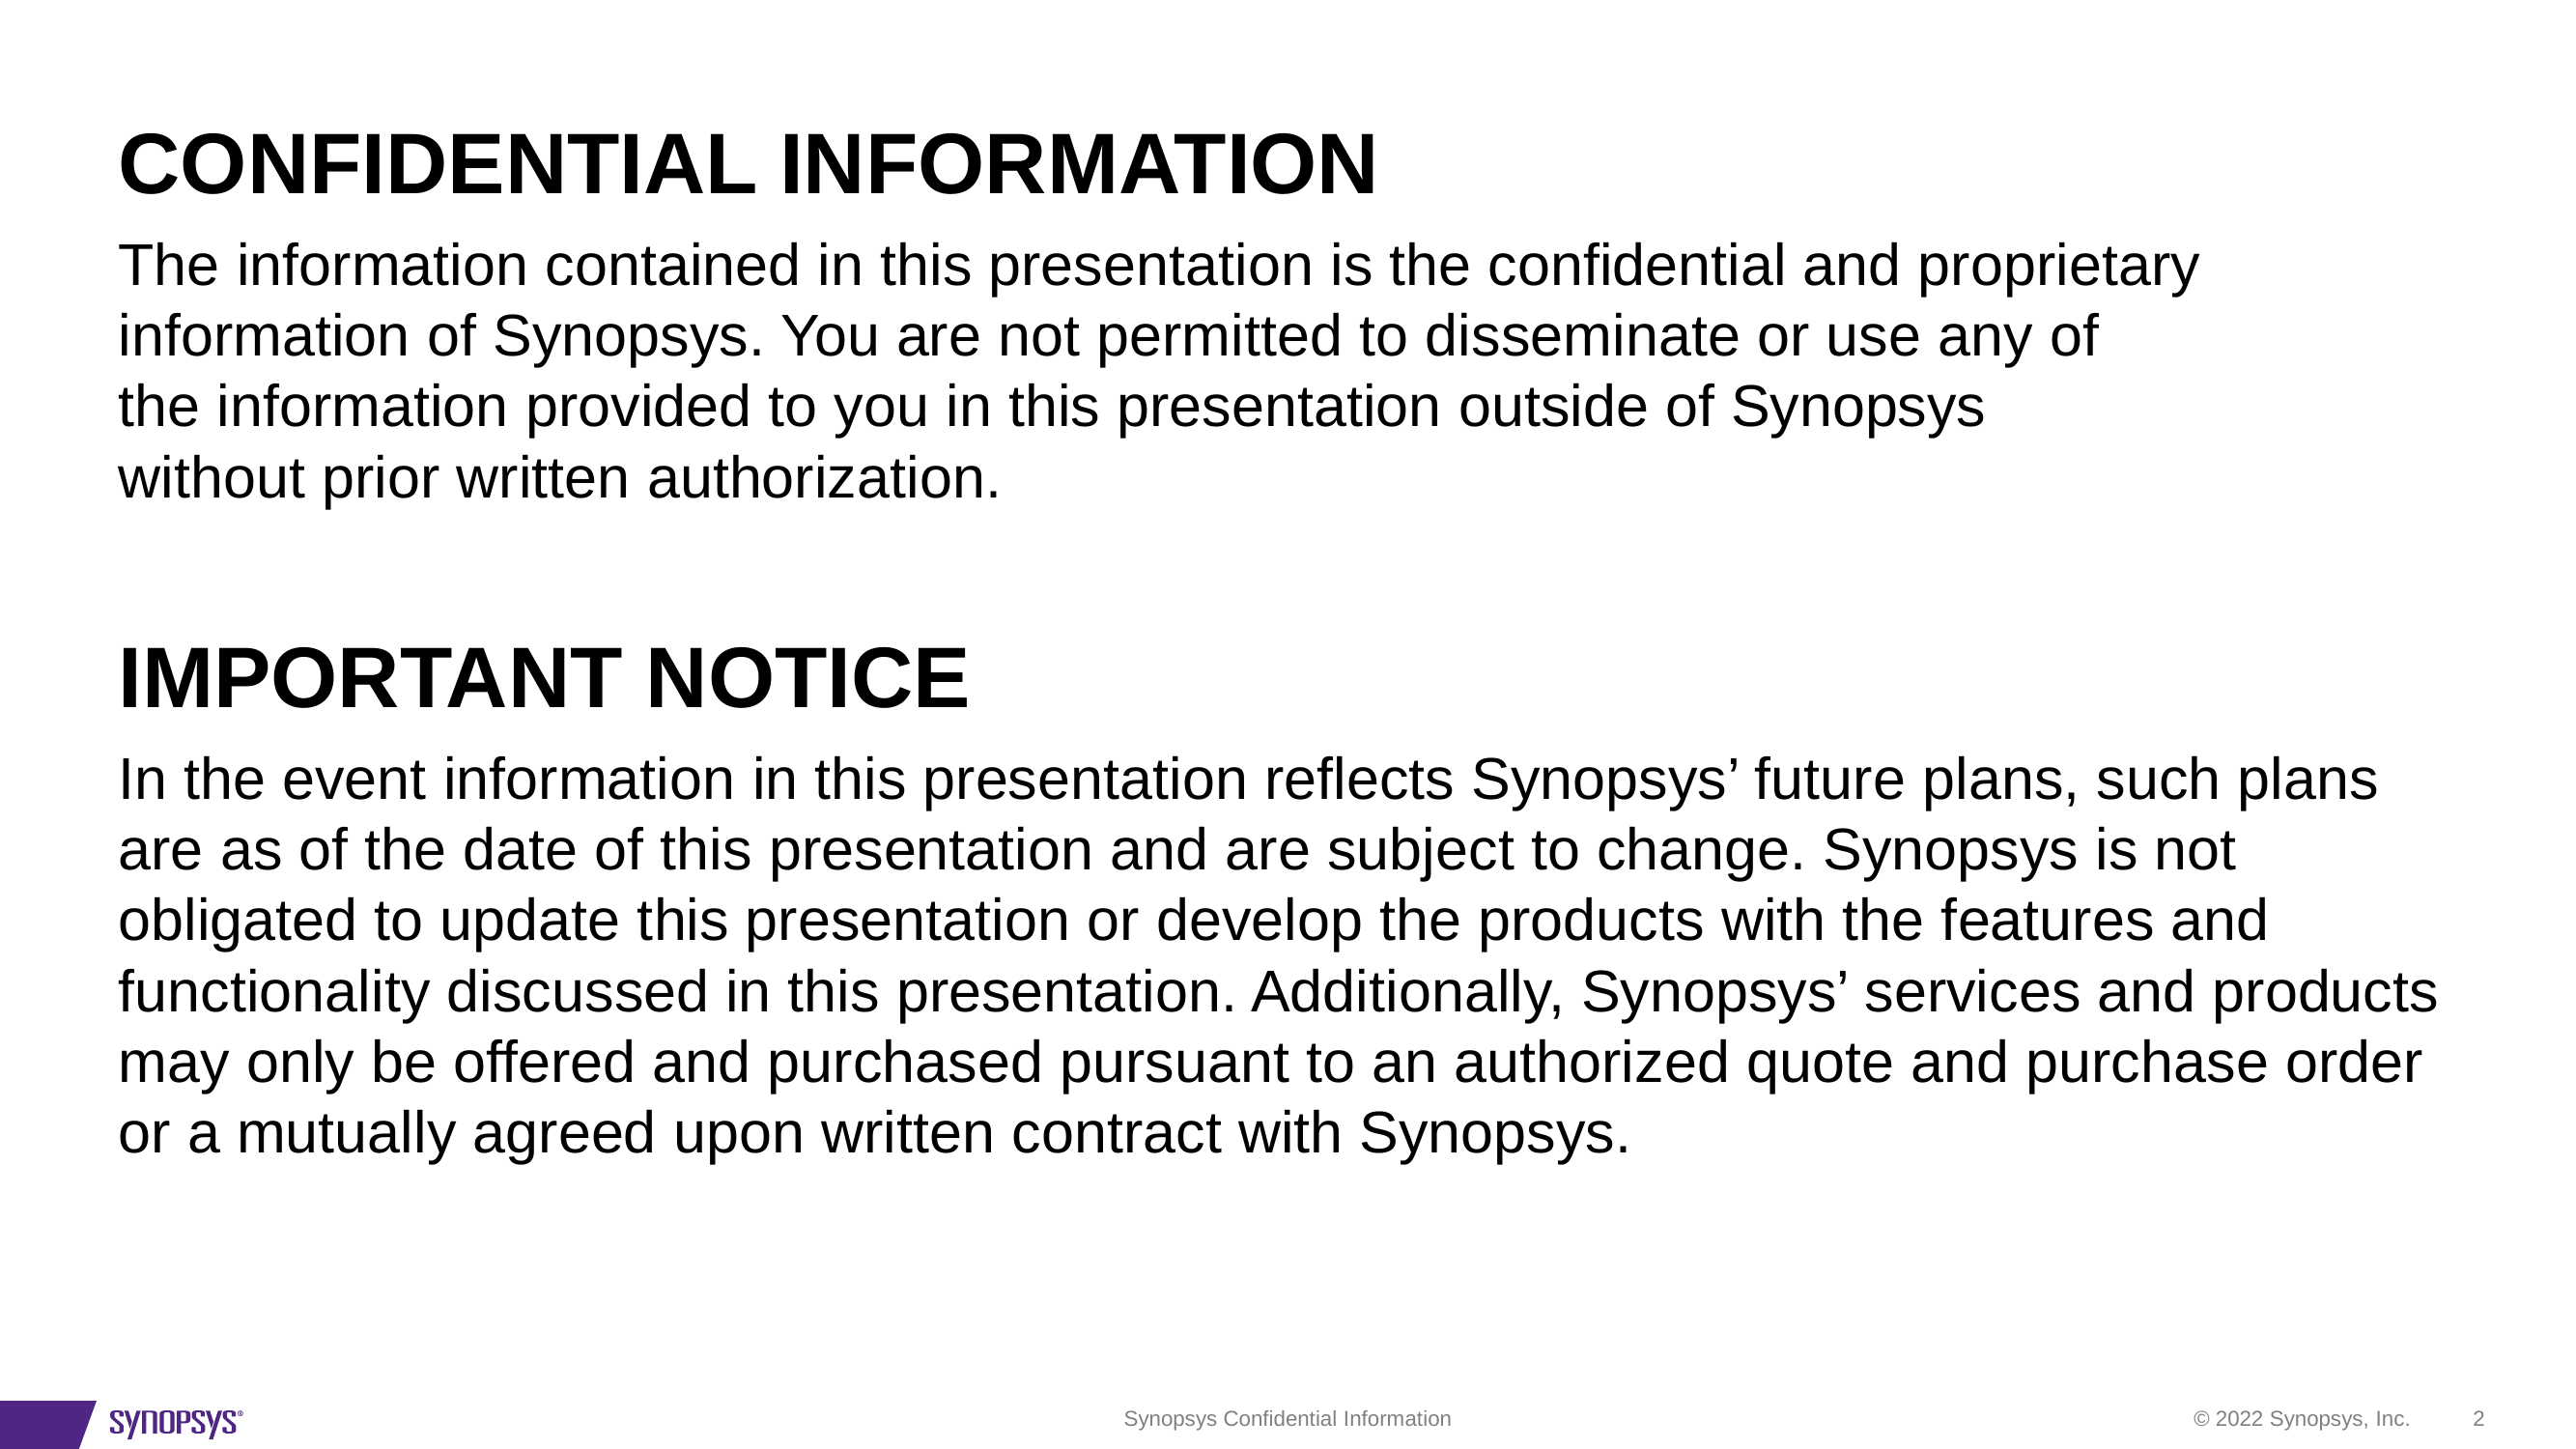 CONFIDENTIAL INFORMATION
The information contained in this presentation is the confidential and proprietary
information of Synopsys. You are not permitted to disseminate or use any of
the information provided to you in this presentation outside of Synopsys
without prior written authorization.
IMPORTANT NOTICE
In the event information in this presentation reflects Synopsys’ future plans, such plans
are as of the date of this presentation and are subject to change. Synopsys is not
obligated to update this presentation or develop the products with the features and
functionality discussed in this presentation. Additionally, Synopsys’ services and products
may only be offered and purchased pursuant to an authorized quote and purchase order
or a mutually agreed upon written contract with Synopsys.
SYNOPSYS®
Synopsys Confidential Information
© 2022 Synopsys, Inc.
2